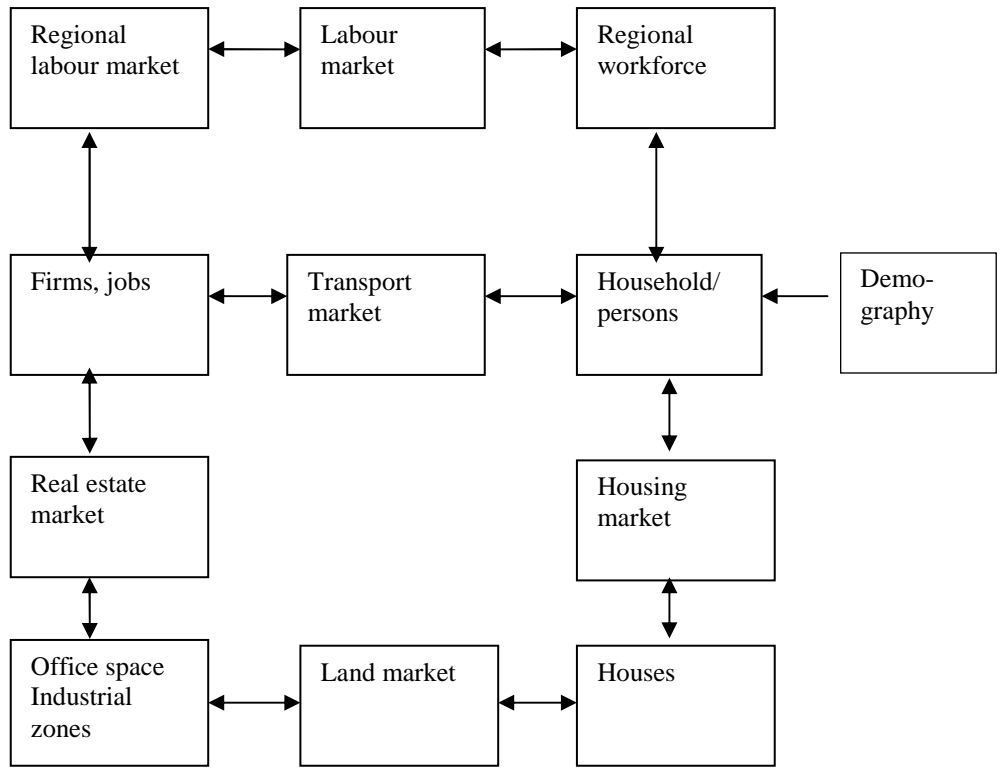 Regional
labour market
Labour
market
Regional
workforce
Firms, jobs
Transport
market
Household/
persons
Demo-
graphy
Real estate
market
Housing
market
Office space
Industrial
zones
Land market
Houses